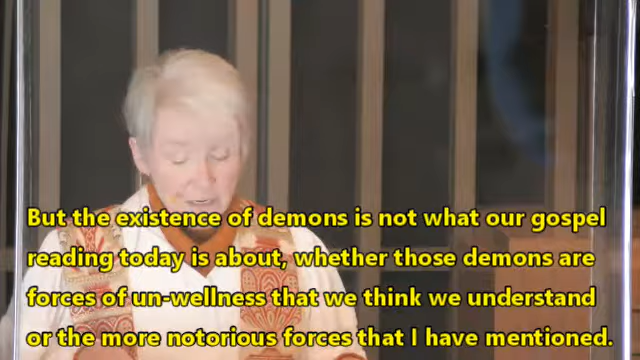 But the existence of demons is not what our gospel
reading today is about, whether those demons are
forces of un-wellness that we think we understand
or the more notorious forces that I have mentioned.